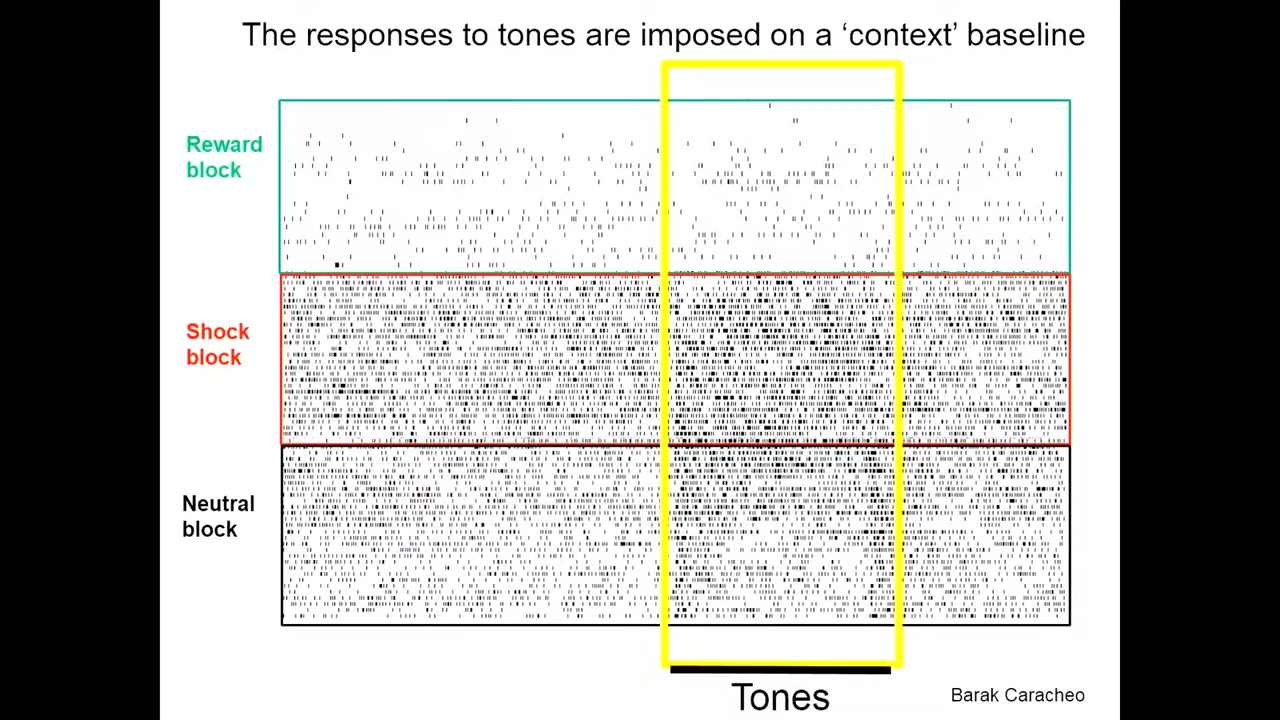 The responses to tones are imposed on a ‘context’ baseline
Reward
block
Shock
block
Neutral
block
Tones
Barak Caracheo